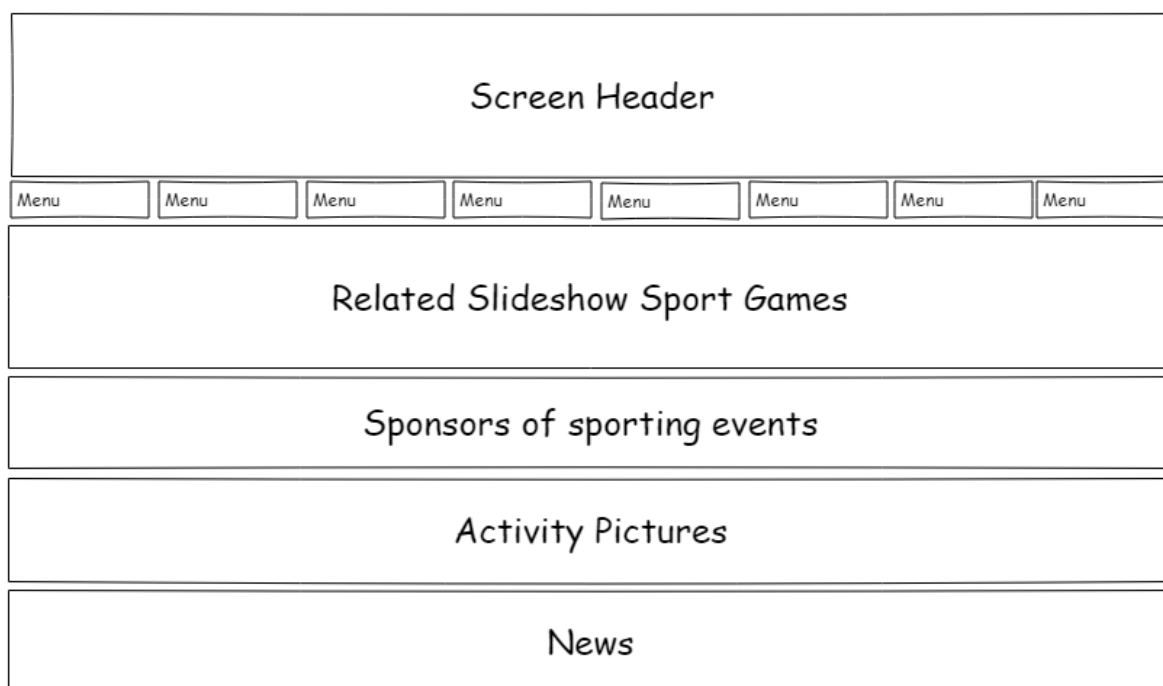 Screen Header
Menu Menu Menu Menu Menu Menu Menu Menu
Related Slideshow Sport Games
Sponsors of sporting events
Activity Pictures
News